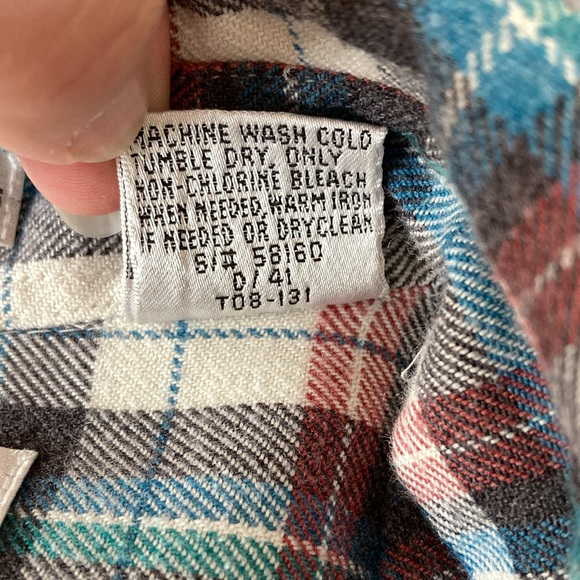 MACHINE WASH COLD
TUMBLE DRY, ONLY
NON-CHLORINE BLEACH
WHEN NEEDED, WARM IRON
IF NEEDED OR DRYCLEAN
S/# 58160
D/ 41
T08-131